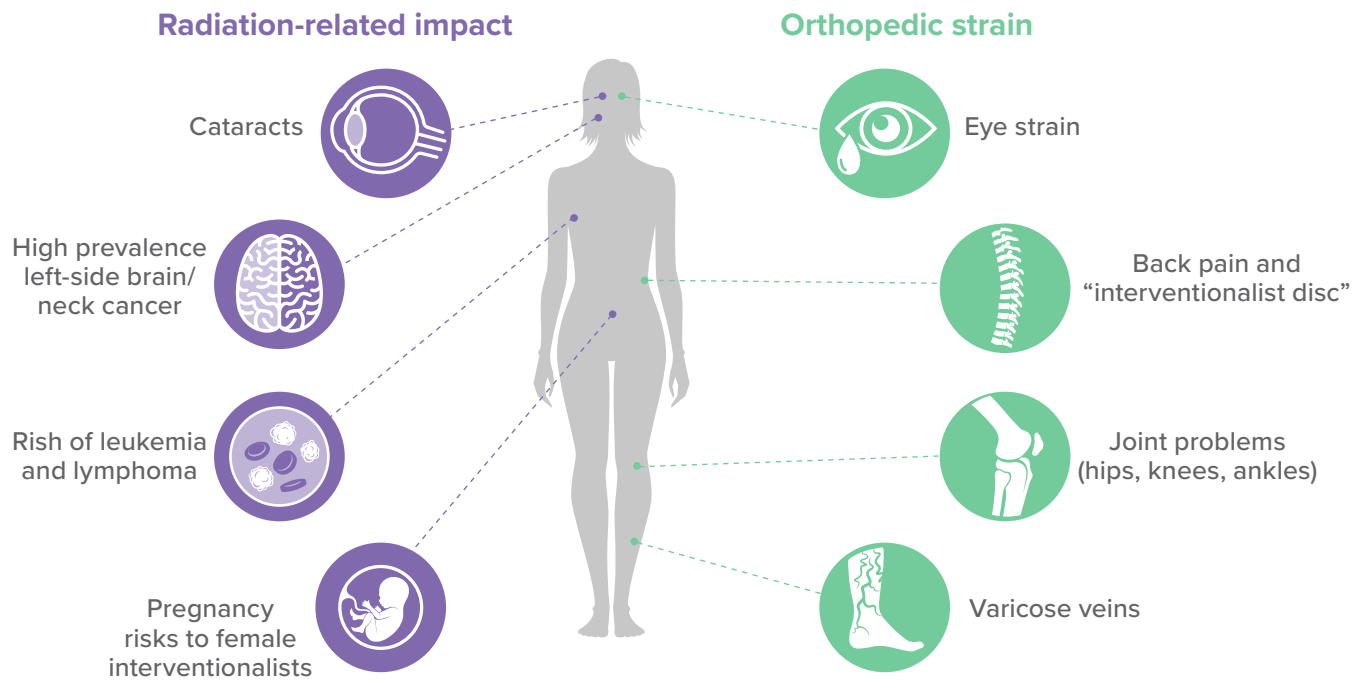 Radiation-related impact
Cataracts
High prevalence
left-side brain/
neck cancer
Rish of leukemia
and lymphoma
Pregnancy
risks to female
interventionalists
Orthopedic strain
Eye strain
Back pain and
“interventionalist disc”
Joint problems
(hips, knees, ankles)
Varicose veins